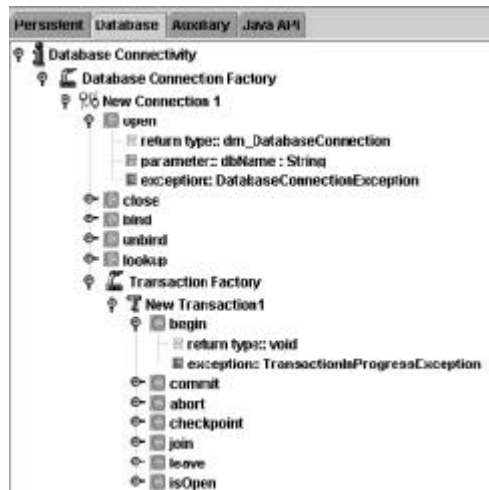 Persistent Database Auxiliary Java API
Database Connectivity
Database Connection Factory
New Connection 1
open
return type:: dm_DatabaseConnection
parameter:: dbName : String
exception:: DatabaseConnectionException
close
bind
unbind
lookup
Transaction Factory
New Transaction1
begin
return type:: void
exception:: TransactionInProgressException
commit
abort
checkpoint
join
leave
isOpen